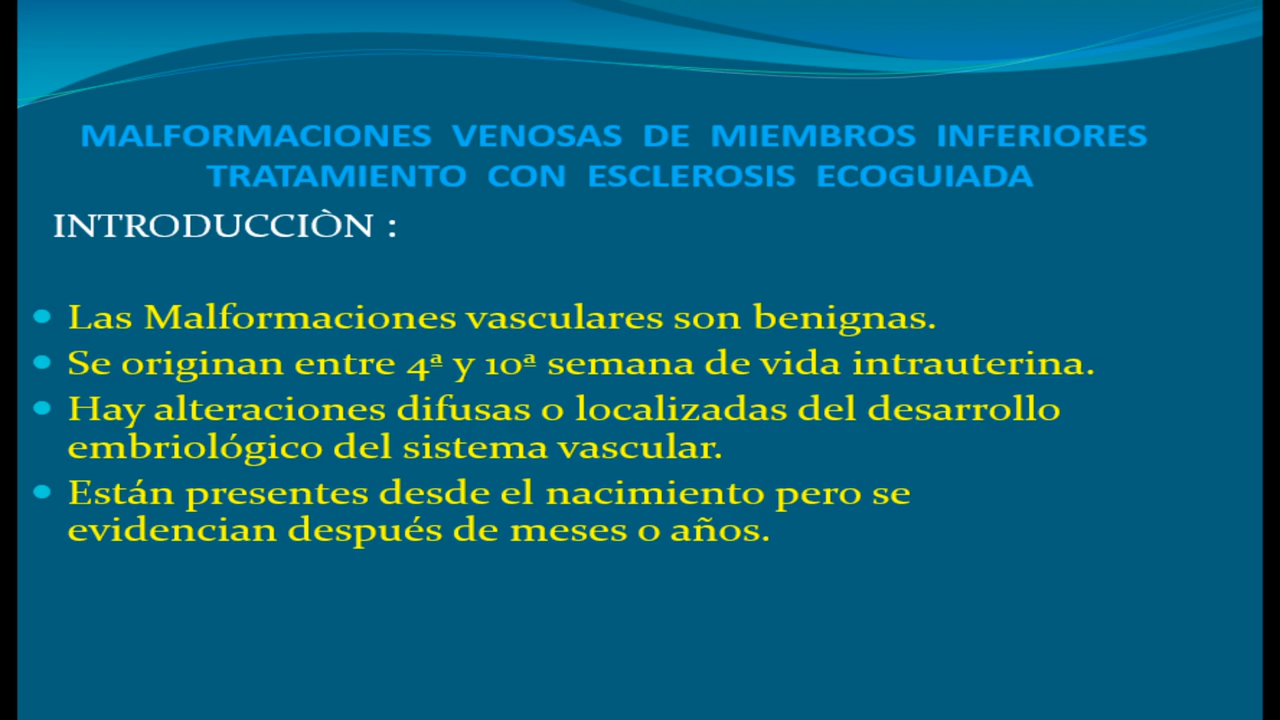 MALFORMACIONES VENOSAS DE MIEMBROS INFERIORES
TRATAMIENTO CON ESCLEROSIS ECOGUIADA
INTRODUCCIÒN :
• Las Malformaciones vasculares son benignas.
• Se originan entre 4ª y 10ª semana de vida intrauterina.
• Hay alteraciones difusas o localizadas del desarrollo
embriológico del sistema vascular.
• Están presentes desde el nacimiento pero se
evidencian después de meses o años.